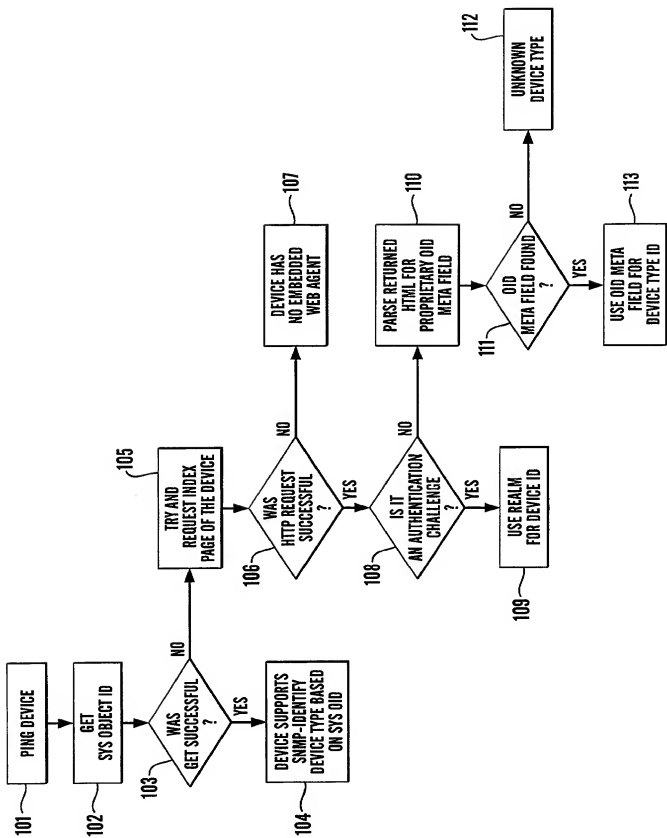 101
PING DEVICE
102
GET
SYS OBJECT ID
103
WAS
GET SUCCESSFUL
?
NO
YES
104
DEVICE SUPPORTS
SNMP-IDENTIFY
DEVICE TYPE BASED
ON SYS OID
105
TRY AND
REQUEST INDEX
PAGE OF THE DEVICE
106
WAS
HTTP REQUEST
SUCCESSFUL
?
NO
YES
107
DEVICE HAS
NO EMBEDDED
WEB AGENT
108
IS IT
AN AUTHENTICATION
CHALLENGE
?
NO
YES
109
USE REALM
FOR DEVICE ID
110
PARSE RETURNED
HTML FOR
PROPRIETARY OID
META FIELD
111
OID
META FIELD FOUND
?
NO
YES
112
UNKNOWN
DEVICE TYPE
113
USE OID META
FIELD FOR
DEVICE TYPE ID